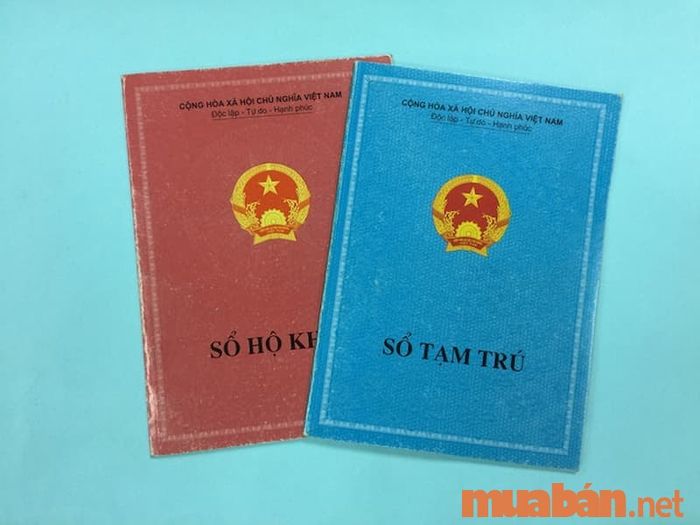 CỘNG HÒA XÃ HỘI CHỦ NGHĨA VIỆT NAM
Độc lập - Tự do - Hạnh phúc
SỔ HỘ KH
CỘNG HÒA XÃ HỘI CHỦ NGHĨA VIỆT NAM
Độc lập - Tự do - Hạnh phúc
SỔ TẠM TRÚ
muabán.net